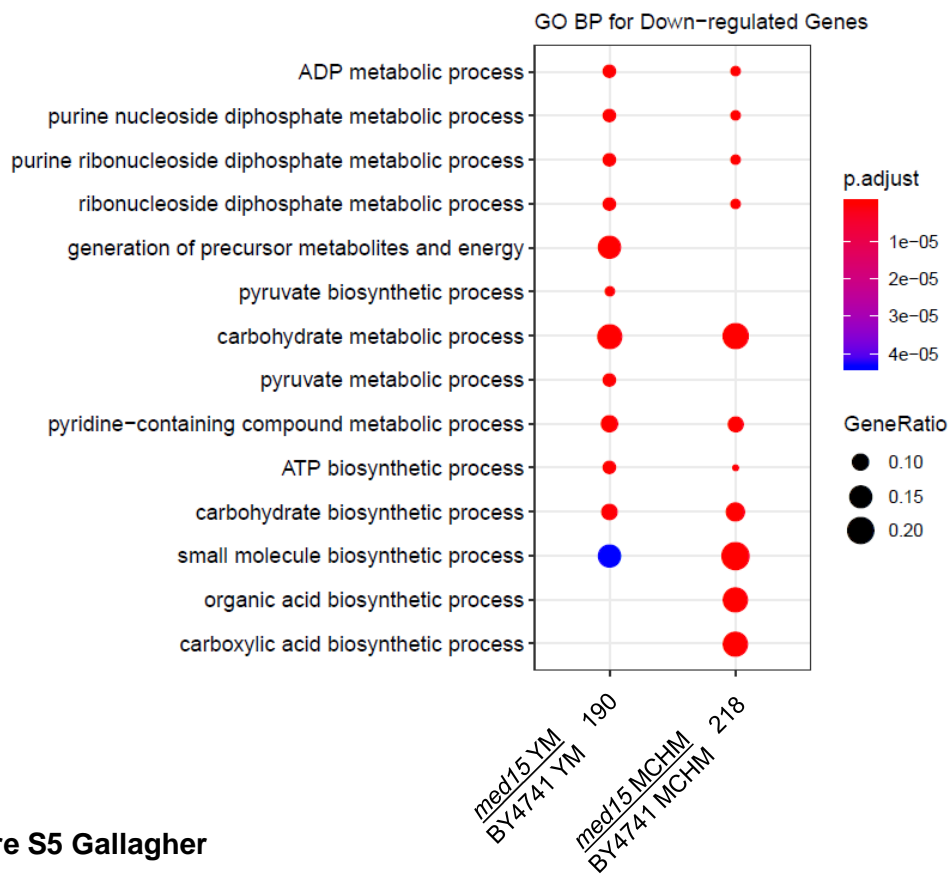 GO BP for Down−regulated Genes
ADP metabolic process
purine nucleoside diphosphate metabolic process
purine ribonucleoside diphosphate metabolic process
ribonucleoside diphosphate metabolic process
generation of precursor metabolites and energy
pyruvate biosynthetic process
carbohydrate metabolic process
pyruvate metabolic process
pyridine−containing compound metabolic process
ATP biosynthetic process
carbohydrate biosynthetic process
small molecule biosynthetic process
organic acid biosynthetic process
carboxylic acid biosynthetic process
p.adjust
1e−05
2e−05
3e−05
4e−05
GeneRatio
0.10
0.15
0.20
med15 YM
BY4741 YM
190
med15 MCHM
BY4741 MCHM
218
re S5 Gallagher